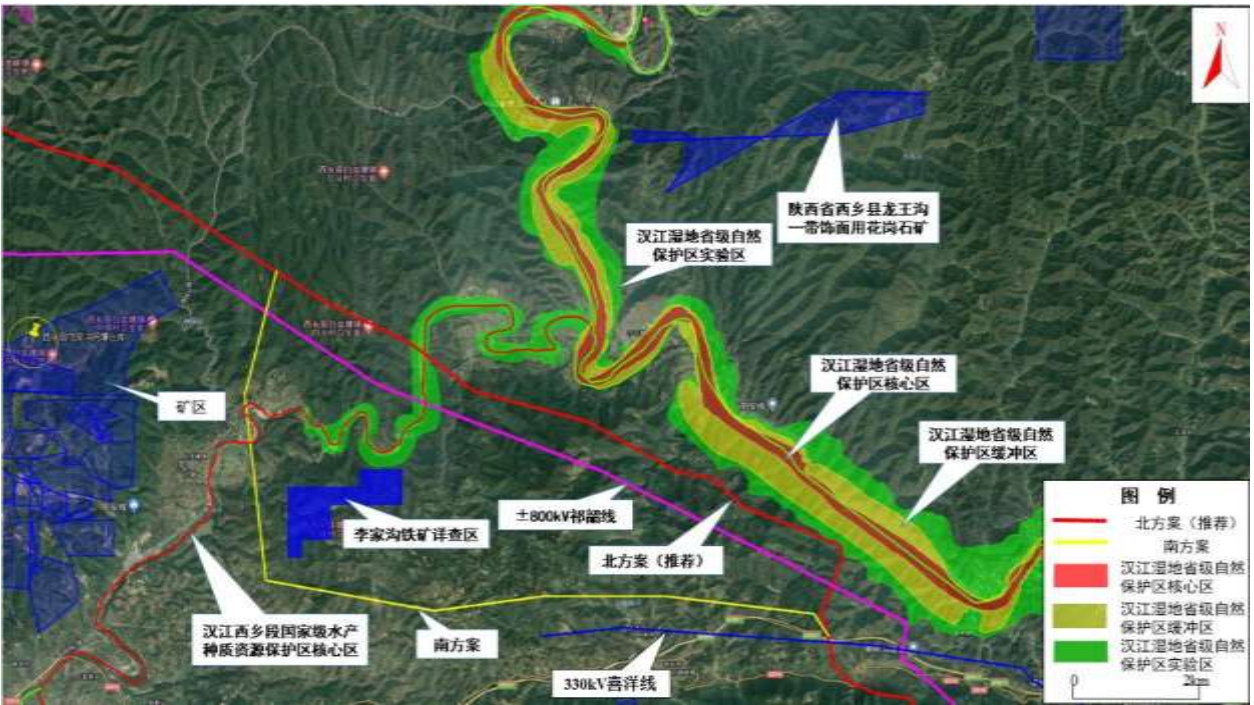 N
陕西省西乡县龙王沟
一带饰面用花岗石矿
汉江湿地省级自然
保护区实验区
汉江湿地省级自然
保护区核心区
汉江湿地省级自然
保护区缓冲区
矿区
李家沟铁矿详查区
±800kV祁韶线
北方案（推荐）
汉江西乡段国家级水产
种质资源保护区核心区
南方案
330kV喜洋线
图 例
北方案（推荐）
南方案
汉江湿地省级自然
保护区核心区
汉江湿地省级自然
保护区缓冲区
汉江湿地省级自然
保护区实验区
0 2km